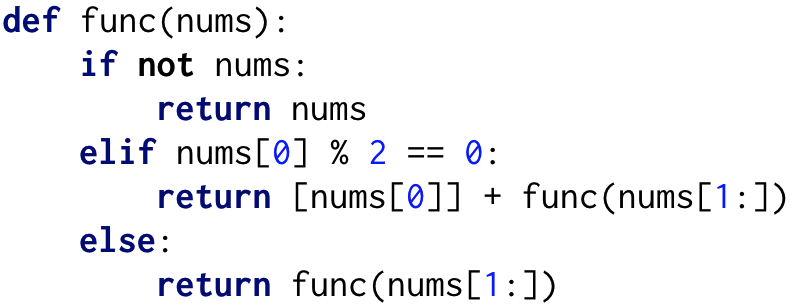 def func(nums):
    if not nums:
        return nums
    elif nums[0] % 2 == 0:
        return [nums[0]] + func(nums[1:])
    else:
        return func(nums[1:])